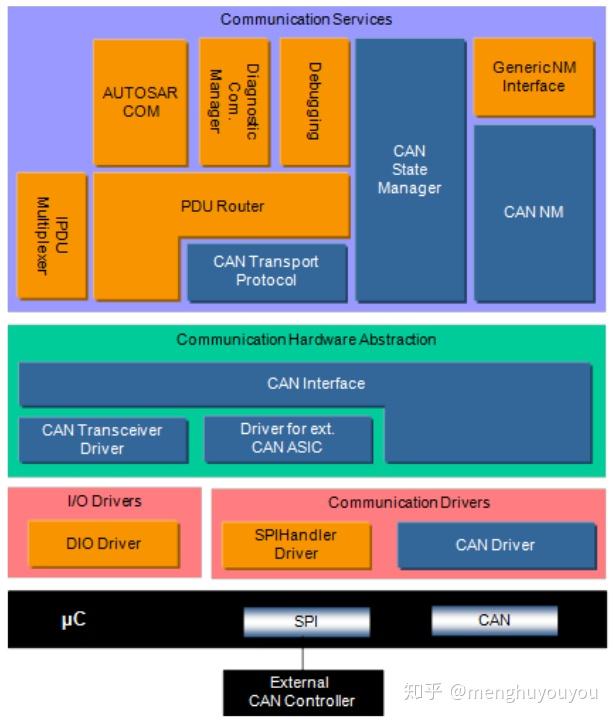 Communication Services
AUTOSAR
COM
Diagnostic
Com.
Manager
Debugging
CAN
State
Manager
GenericNM
Interface
CAN NM
IPDU
Multiplexer
PDU Router
CAN Transport
Protocol
Communication Hardware Abstraction
CAN Interface
CAN Transceiver
Driver
Driver for ext.
CAN ASIC
I/O Drivers
DIO Driver
Communication Drivers
SPIHandler
Driver
CAN Driver
µC
SPI
CAN
External
CAN Controller
知乎 @menghuyouyou